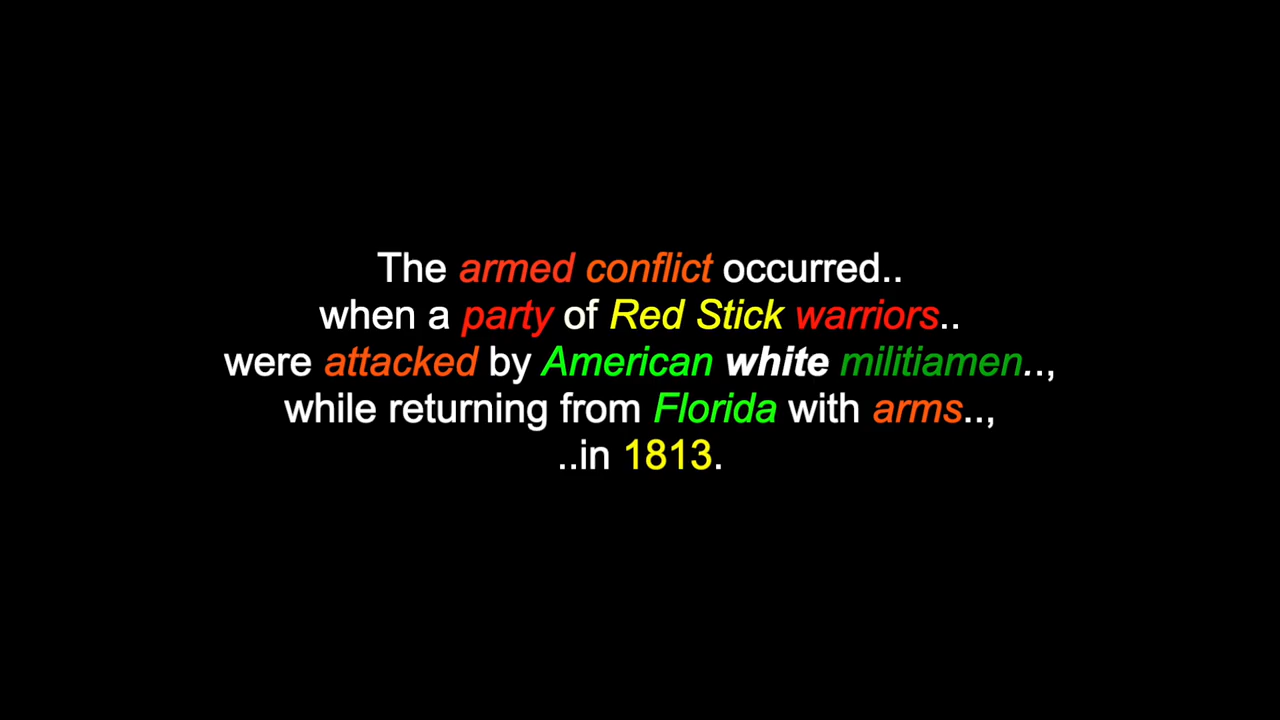 The armed conflict occurred..
when a party of Red Stick warriors..
were attacked by American white militiamen..,
while returning from Florida with arms..,
..in 1813.